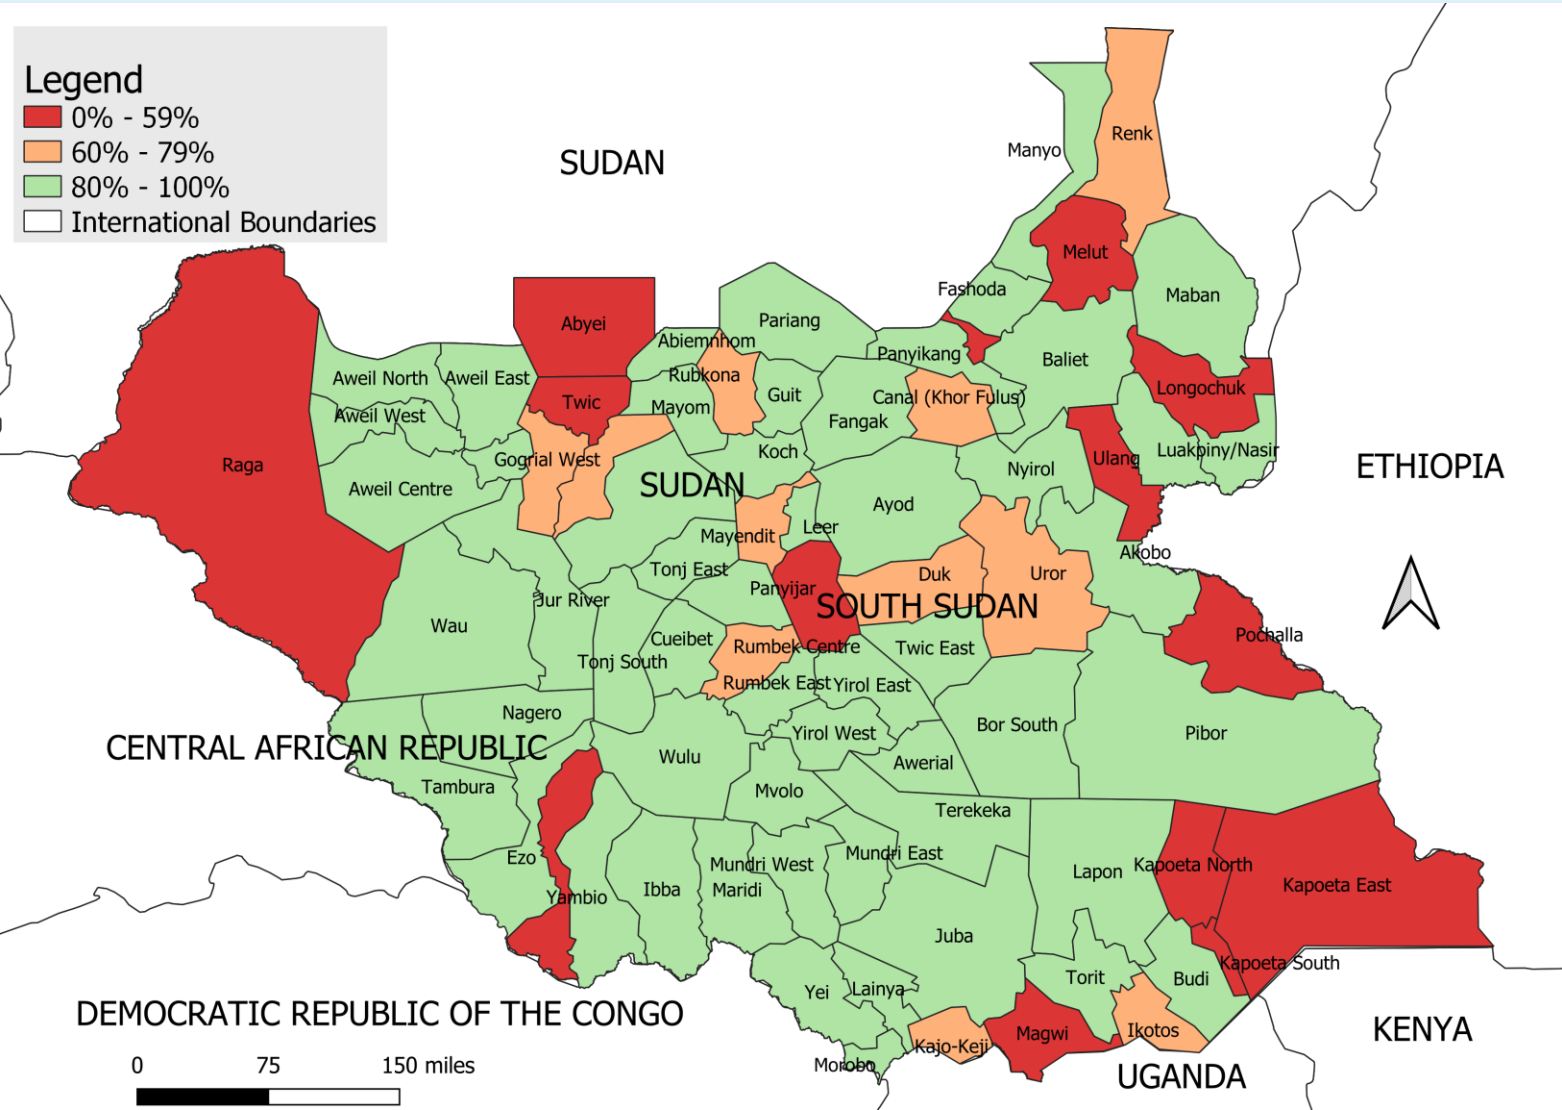 Legend
0% - 59%
60% - 79%
80% - 100%
International Boundaries
SUDAN
Manyo
Renk
Melut
Maban
Fashoda
Abyei
Pariang
Abiemnhom
Panyikang
Baliet
Aweil North
Aweil East
Rubkona
Twic
Guit
Canal (Khor Fulus)
Longochuk
Aweil West
Mayom
Fangak
Raga
Gogrial West
Koch
Nyirol
Ulang
Luakpiny/Nasir
ETHIOPIA
Aweil Centre
SUDAN
Ayod
Leer
Mayendit
Akobo
Tonj East
Duk
Uror
Panyijar
Jur River
SOUTH SUDAN
Wau
Cueibet
Rumbek Centre
Twic East
Pochalla
Tonj South
Rumbek East
Yirol East
Nagero
Bor South
Pibor
Yirol West
CENTRAL AFRICAN REPUBLIC
Wulu
Awerial
Tambura
Mvolo
Terekeka
Ezo
Mundri West
Mundri East
Lapon
Kapoeta North
Kapoeta East
Yambio
Ibba
Maridi
Juba
Kapoeta South
Torit
Budi
Yei
Lainya
DEMOCRATIC REPUBLIC OF THE CONGO
Magwi
Ikotos
KENYA
Kajo-Keji
Morobo
UGANDA
0 75 150 miles